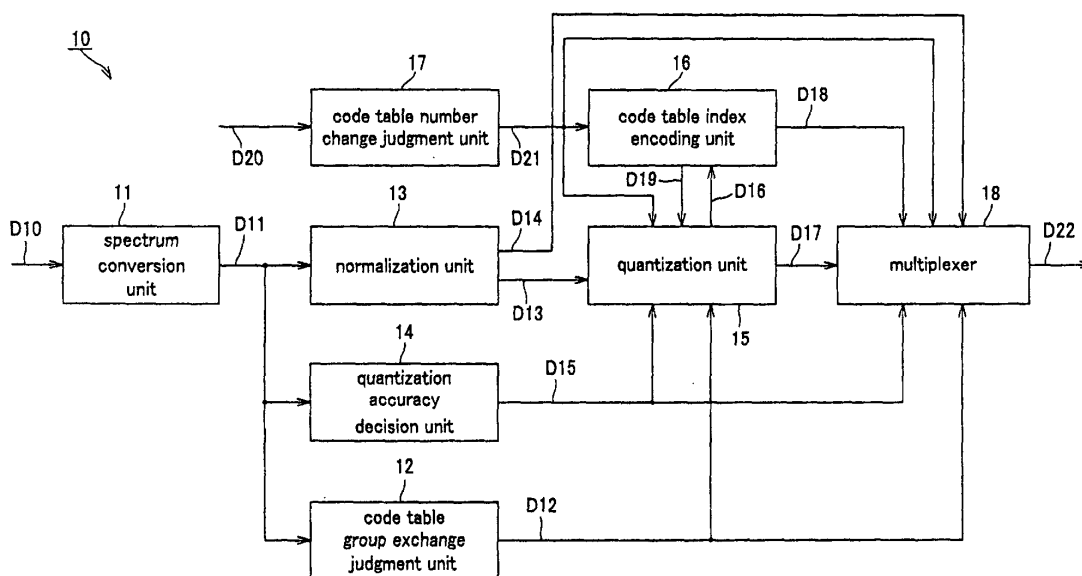 10
17
code table number
change judgment unit
D20
D21
16
code table index
encoding unit
D18
D19
D16
11
spectrum
conversion
unit
D10
D11
13
normalization unit
D14
D13
quantization unit
15
D17
18
multiplexer
D22
14
quantization
accuracy
decision unit
D15
12
code table
group exchange
judgment unit
D12